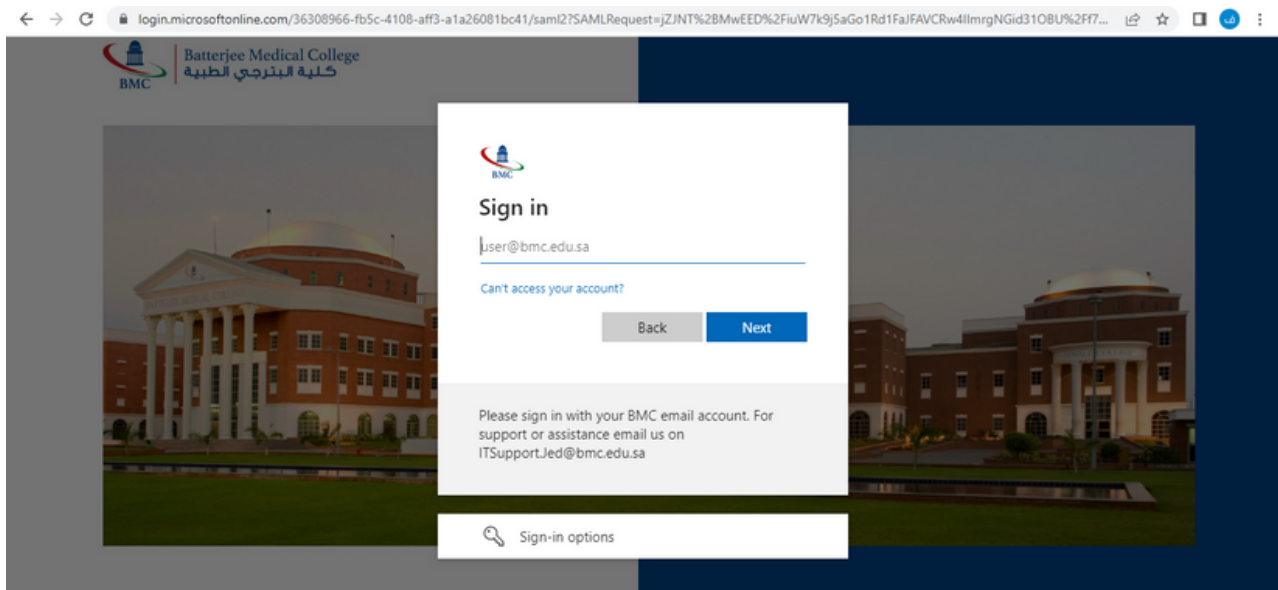 login.microsoftonline.com/36308966-fb5c-4108-aff3-a1a26081bc41/saml2?SAMLRequest=jZJNT%2BMwEED%2FiuW7k9j5aGo1Rd1FaJFAVCRw4IImrgNGid31OBU%2Ff7...
Batterjee Medical College
كلية البترجي الطبية
BMC
BMC
Sign in
user@bmc.edu.sa
Can't access your account?
Back Next
Please sign in with your BMC email account. For
support or assistance email us on
ITSupport.Jed@bmc.edu.sa
Sign-in options